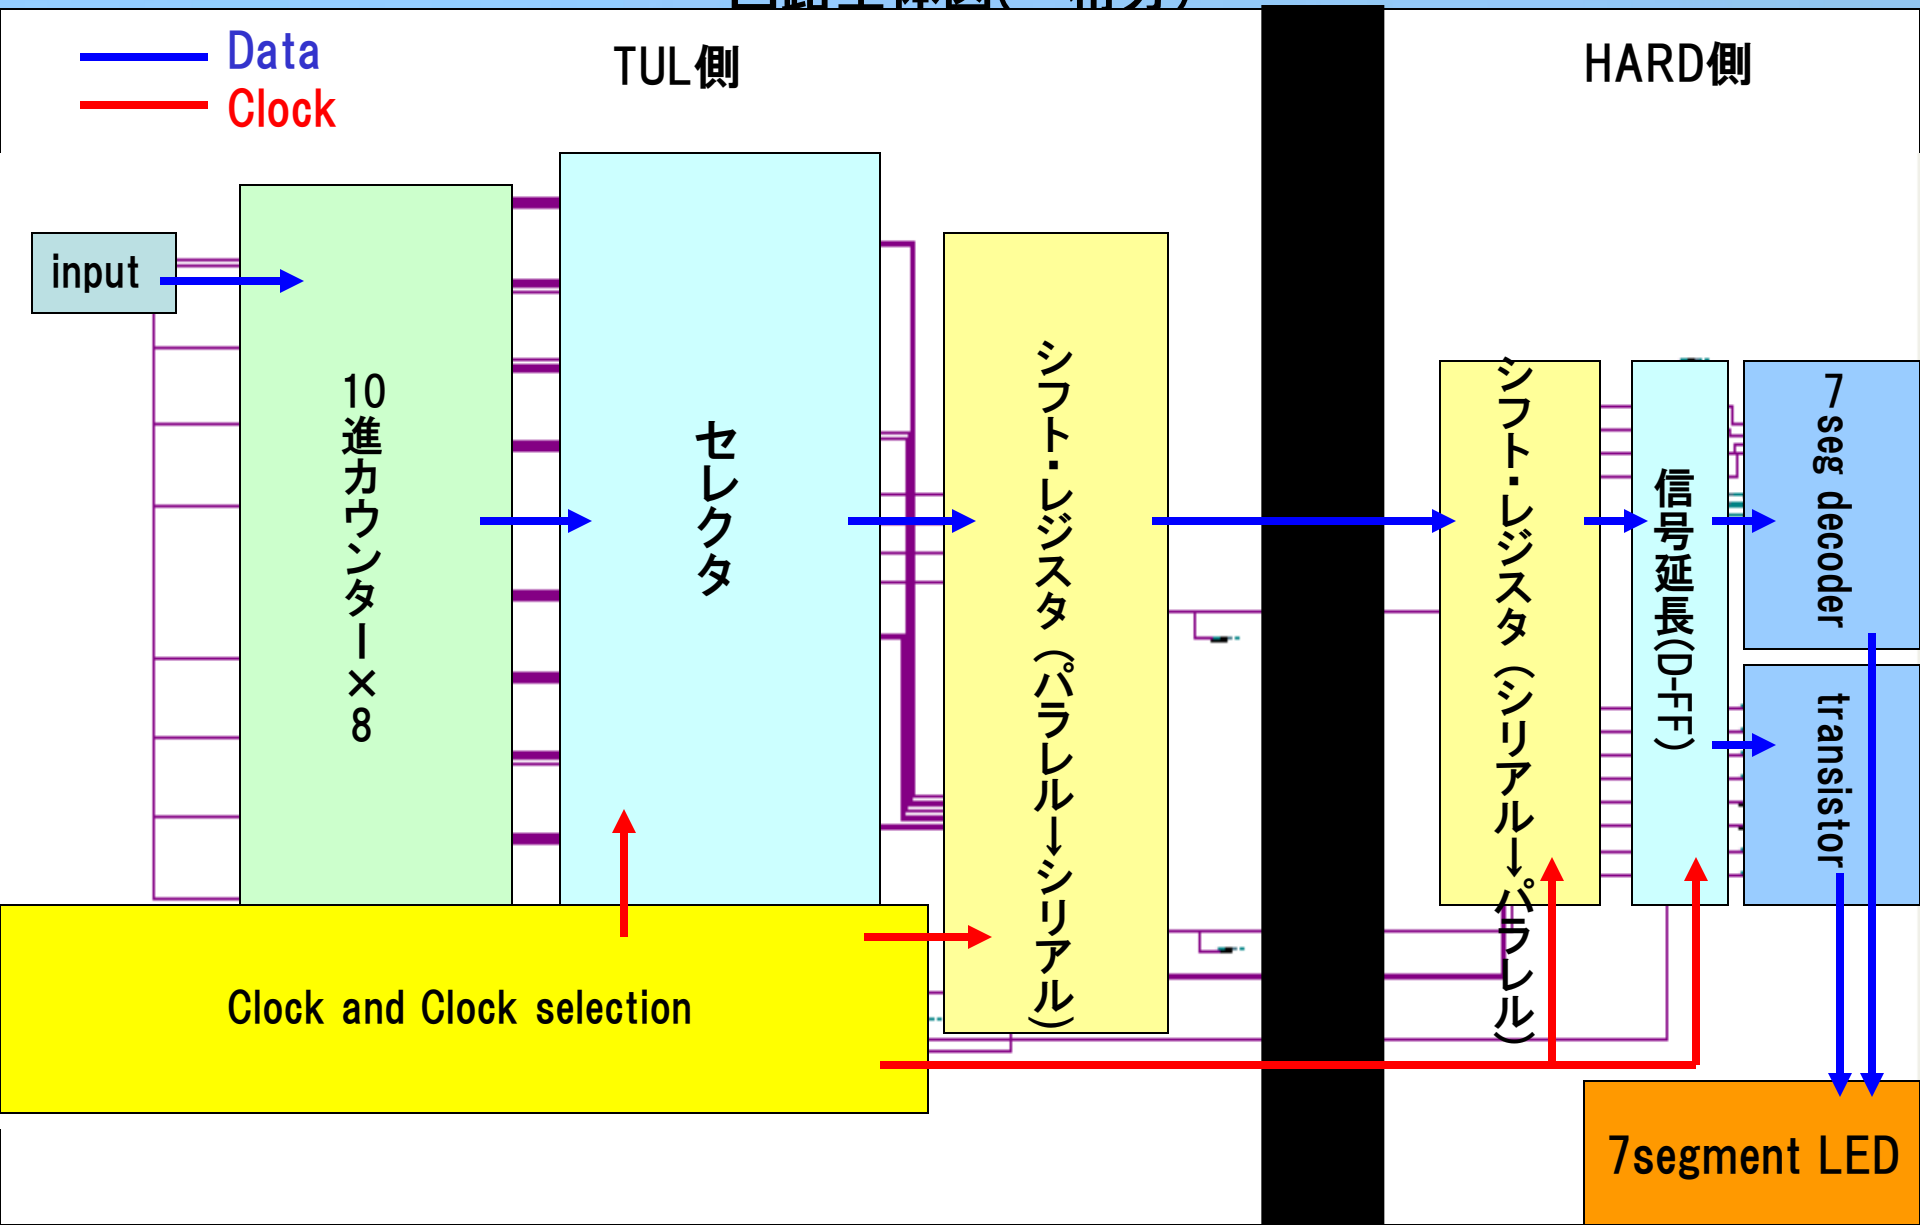 Data
Clock
TUL側
HARD側
input
10進カウンター×8
セレクタ
シフト・レジスタ（パラレル→シリアル）
シフト・レジスタ（シリアル→パラレル）
信号延長(D-FF)
7seg decoder
transistor
Clock and Clock selection
7segment LED